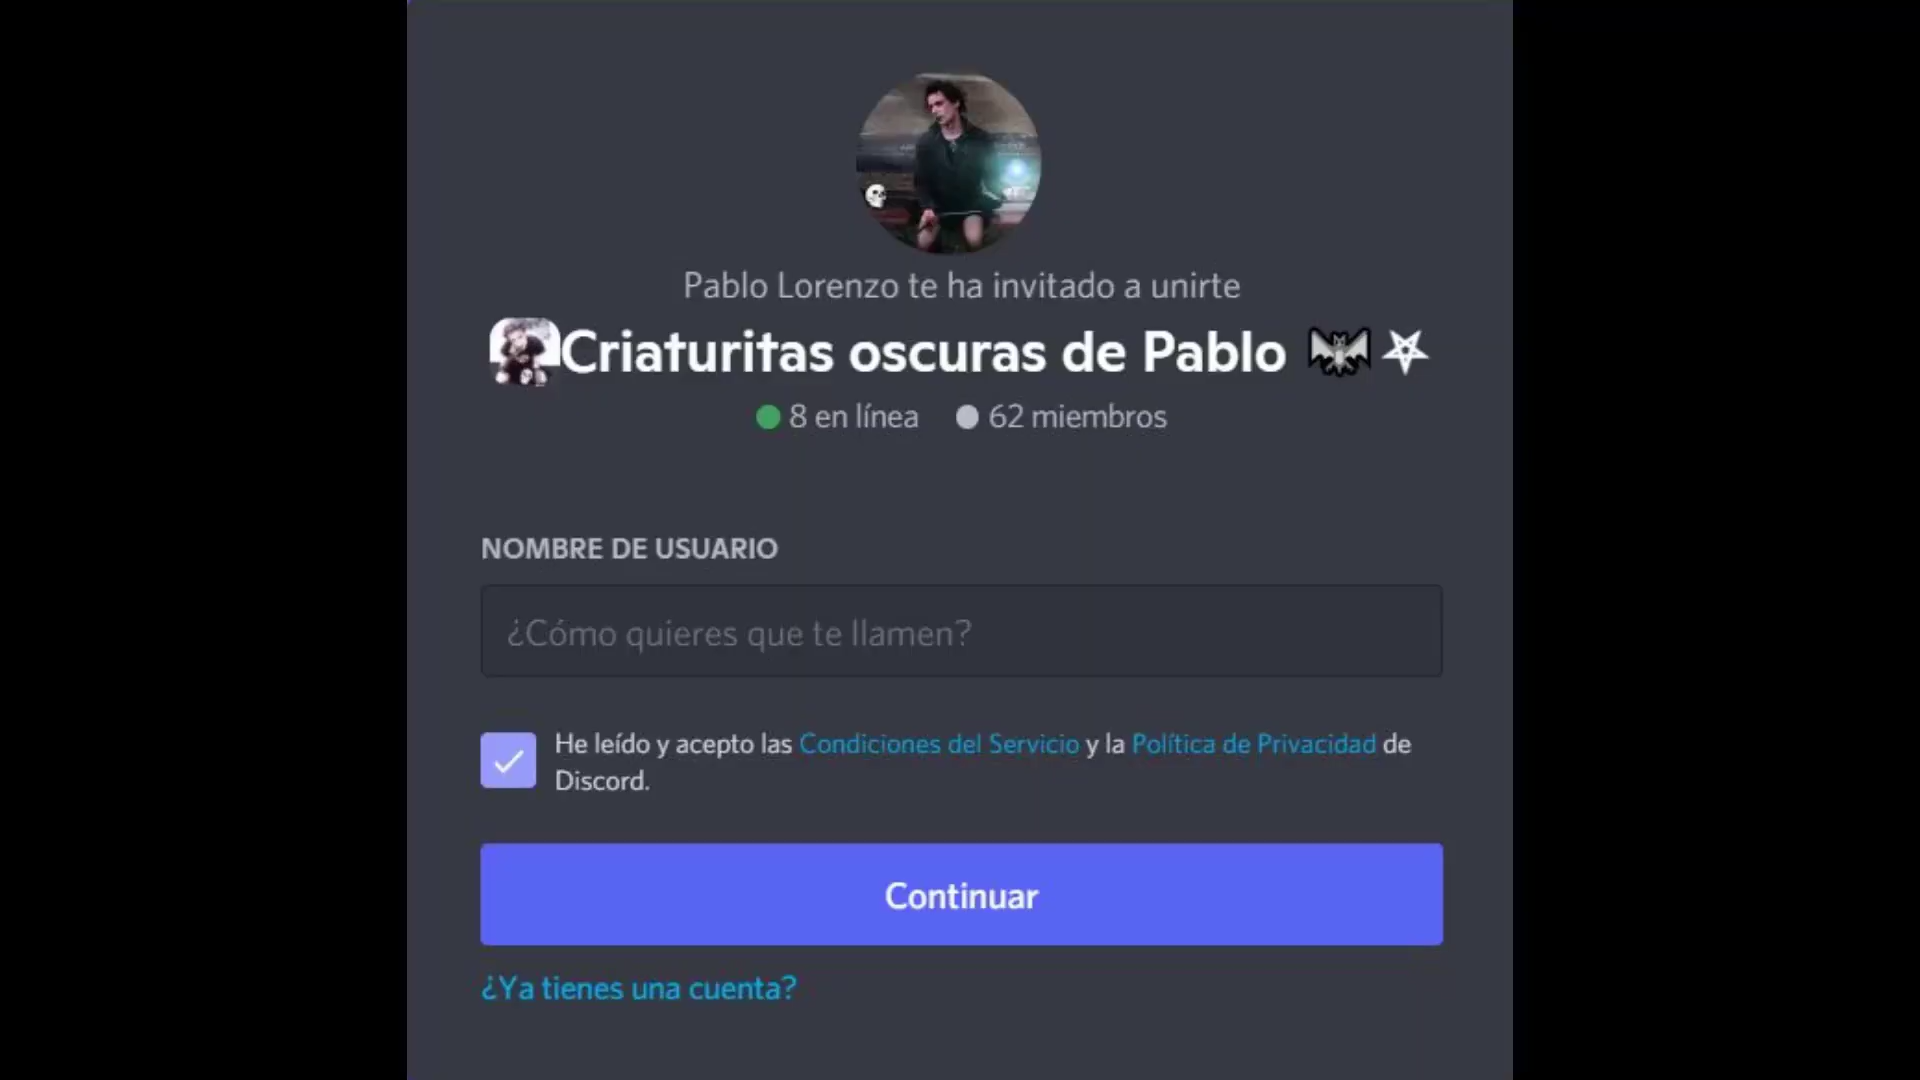 Pablo Lorenzo te ha invitado a unirte
Criaturitas oscuras de Pablo
8 en línea 62 miembros
NOMBRE DE USUARIO
¿Cómo quieres que te llamen?
He leído y acepto las Condiciones del Servicio y la Política de Privacidad de
Discord.
Continuar
¿Ya tienes una cuenta?